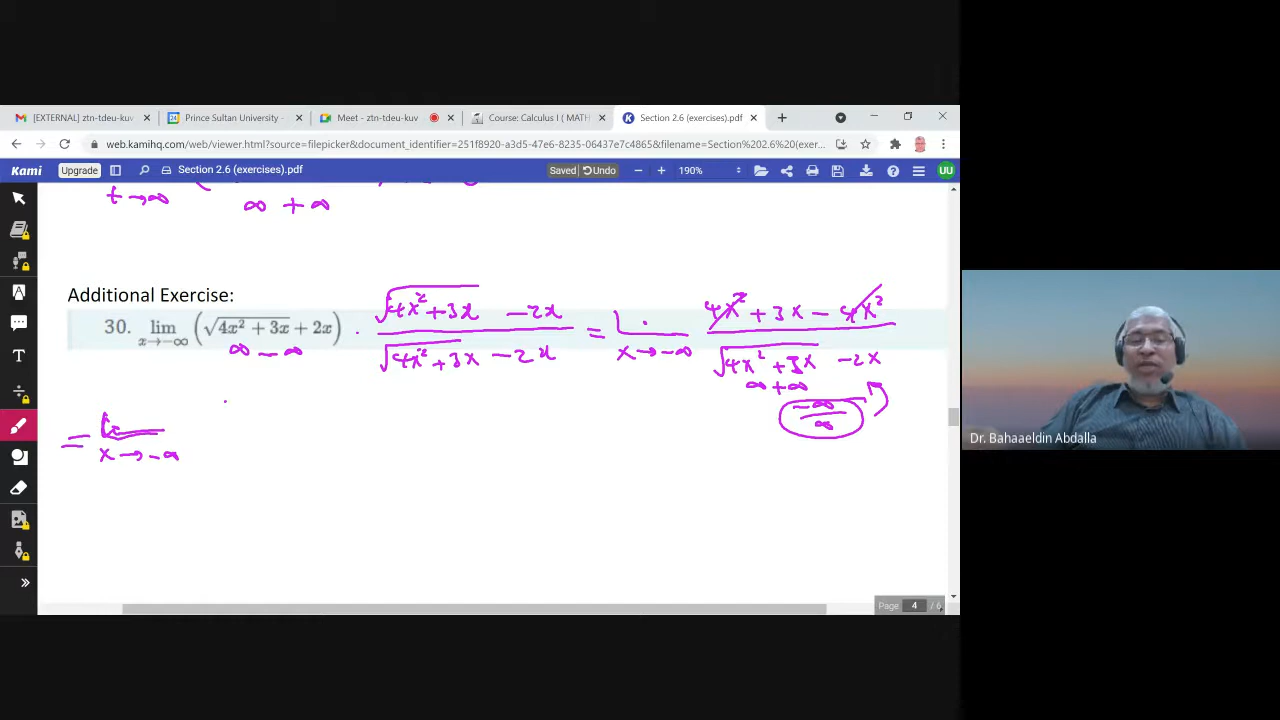 [EXTERNAL] ztn-tdeu-kuv
Prince Sultan University -
Meet - ztn-tdeu-kuv
Course: Calculus I ( MATH
Section 2.6 (exercises).pdf
web.kamihq.com/web/viewer.html?source=filepicker&document_identifier=251f8920-a3d5-47e6-8235-06437e7c4865&filename=Section%202.6%20(exer...
Kami
Upgrade
Section 2.6 (exercises).pdf
Saved
Undo
190%
UU
t→∞
∞ + ∞
Additional Exercise:
30. lim x→-∞ (√(4x² + 3x) + 2x) · (√(4x² + 3x) - 2x) / (√(4x² + 3x) - 2x) = lim x→-∞ (4x² + 3x - 4x²) / (√(4x² + 3x) - 2x)
∞ - ∞
∞ + ∞
-∞ / ∞
= lim x→-∞
Page 4 / 6
Dr. Bahaaeldin Abdalla